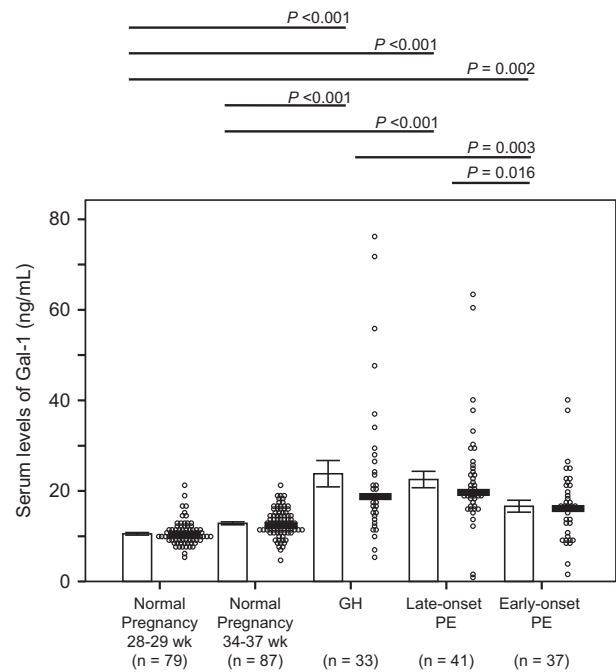 P <0.001
P <0.001
P = 0.002
P <0.001
P <0.001
P = 0.003
P = 0.016
Serum levels of Gal-1 (ng/mL)
80
60
40
20
0
Normal
Pregnancy
28-29 wk
(n = 79)
Normal
Pregnancy
34-37 wk
(n = 87)
GH
(n = 33)
Late-onset
PE
(n = 41)
Early-onset
PE
(n = 37)